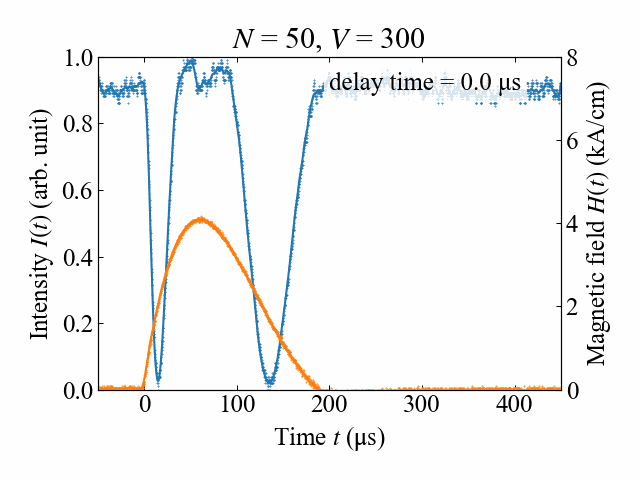 N = 50, V = 300
delay time = 0.0 μs
Intensity I(t) (arb. unit)
1.0
0.8
0.6
0.4
0.2
0.0
8
6
4
2
0
Magnetic field H(t) (kA/cm)
0 100 200 300 400
Time t (μs)